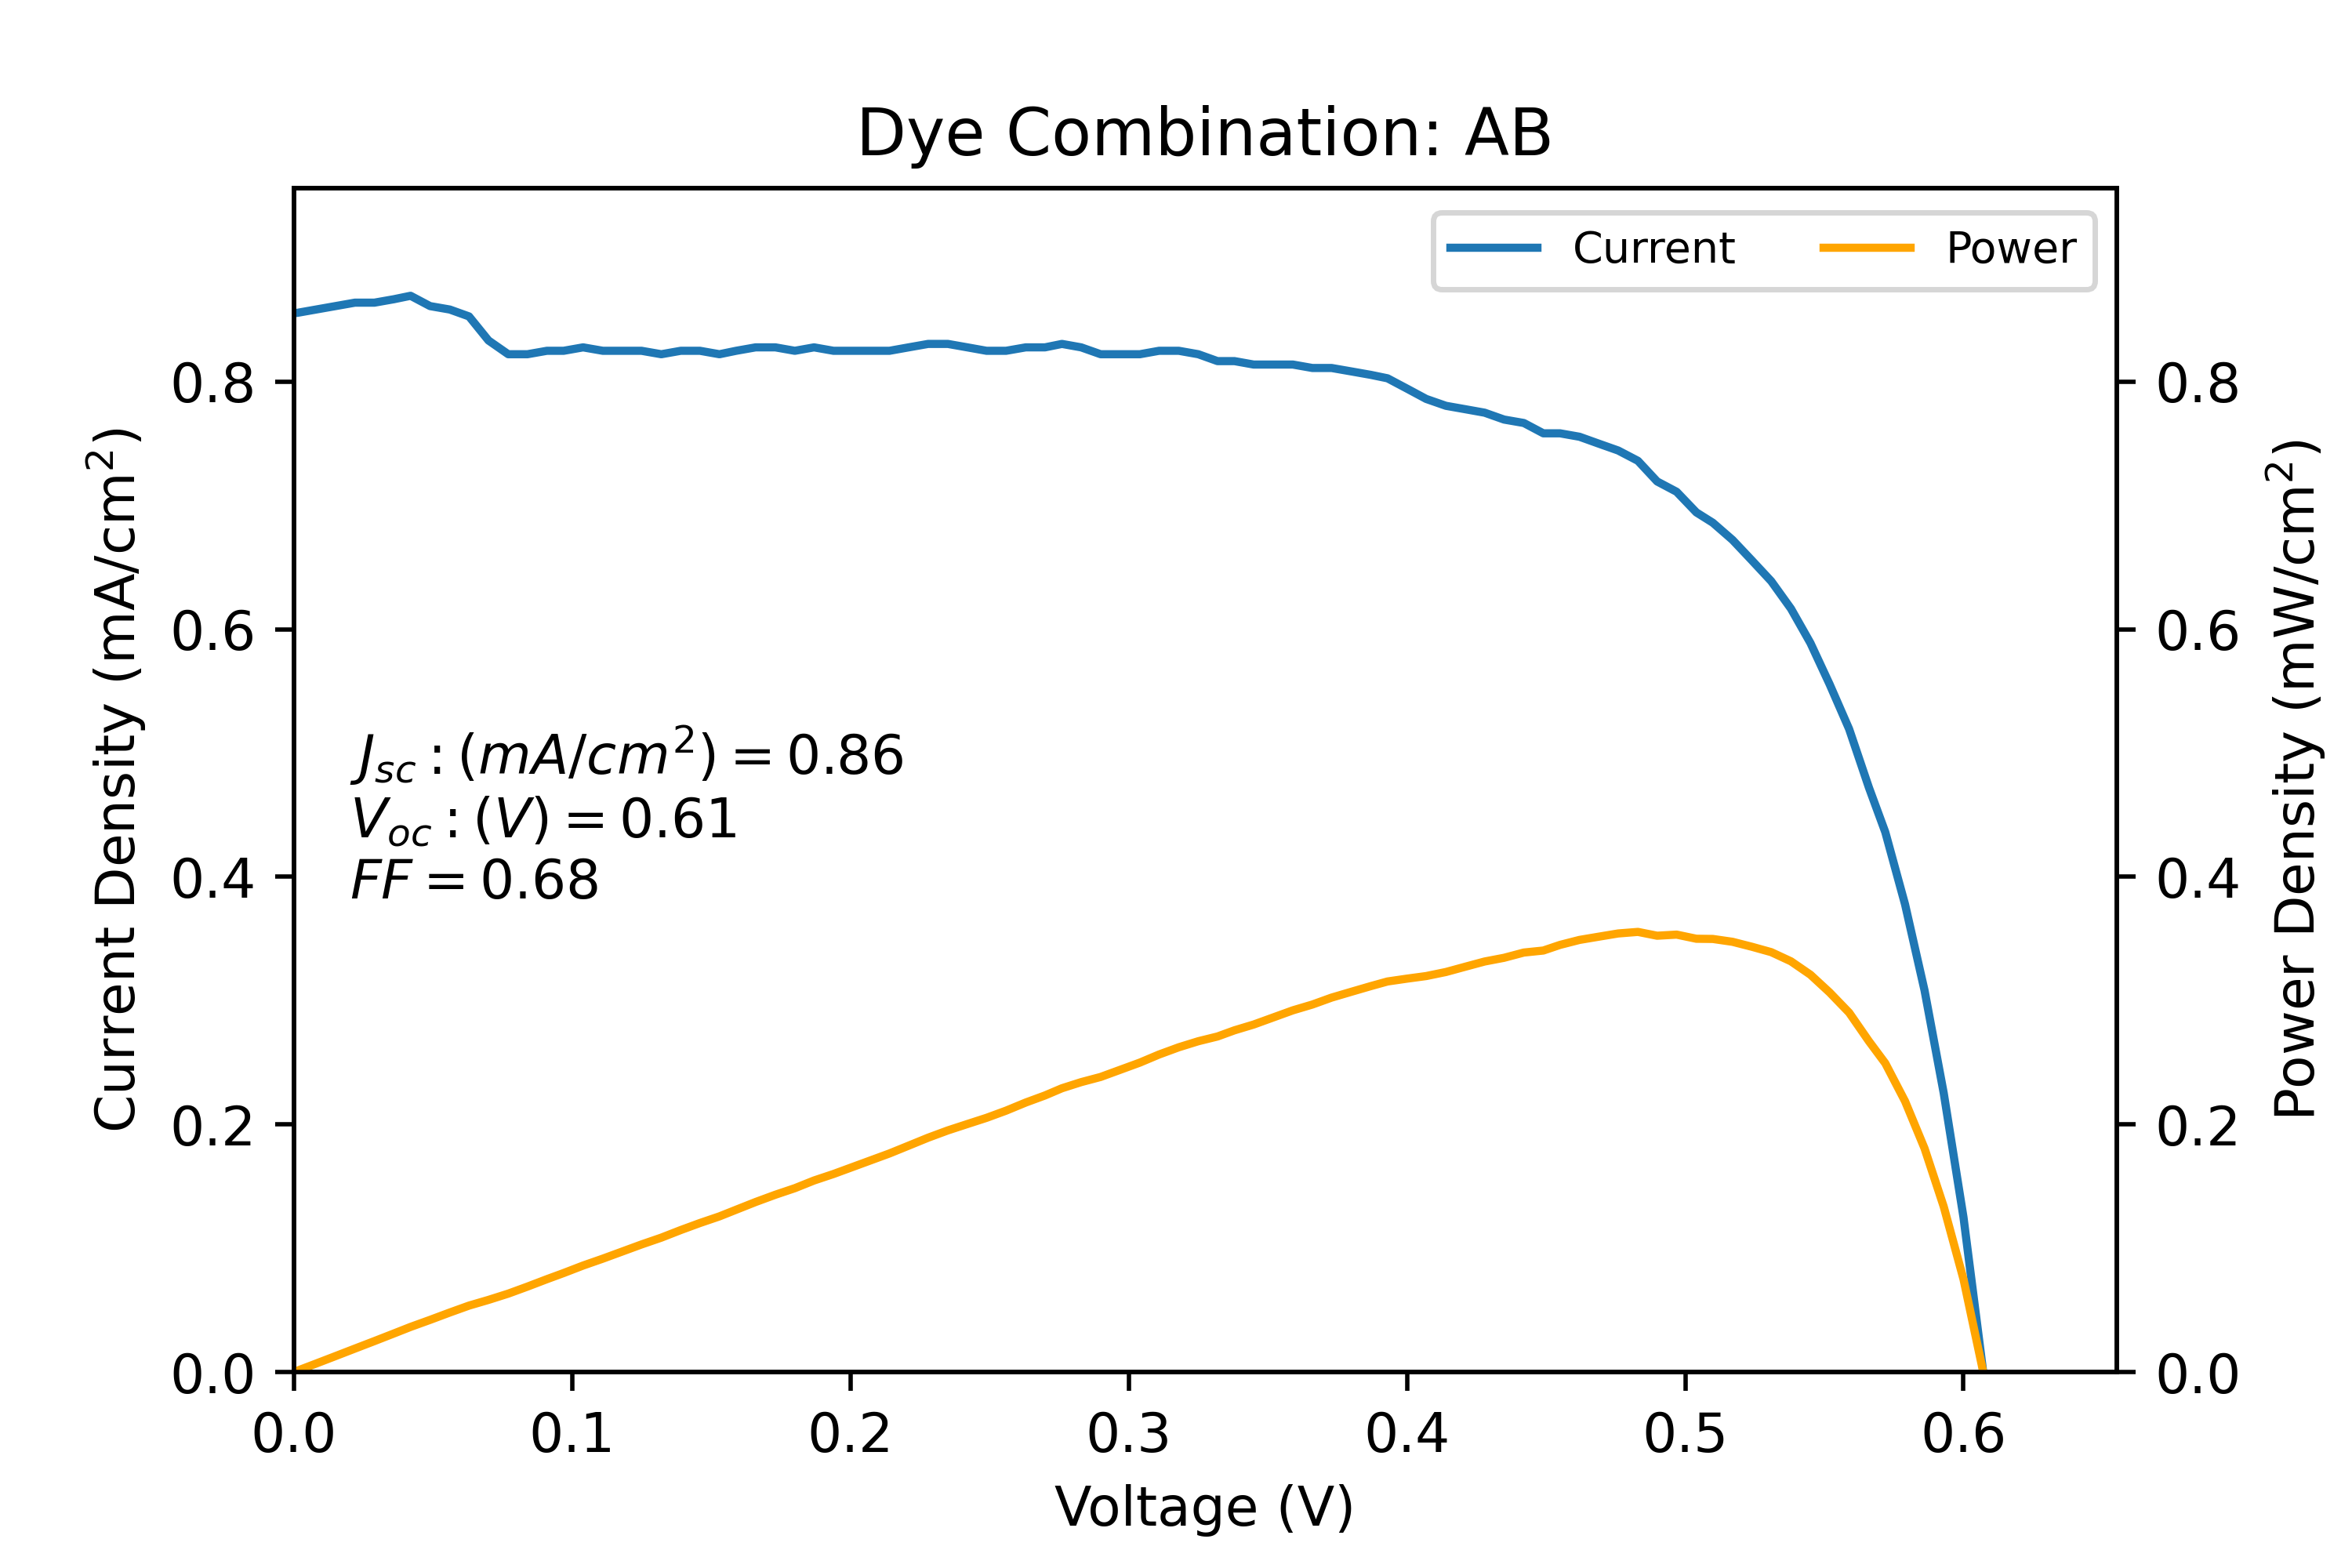 Dye Combination: AB
Current Power
Current Density (mA/cm²)
0.8
0.6
0.4
0.2
0.0
J_sc : (mA/cm²) = 0.86
V_oc : (V) = 0.61
FF = 0.68
0.8
0.6
0.4
0.2
0.0
Power Density (mW/cm²)
0.0 0.1 0.2 0.3 0.4 0.5 0.6
Voltage (V)